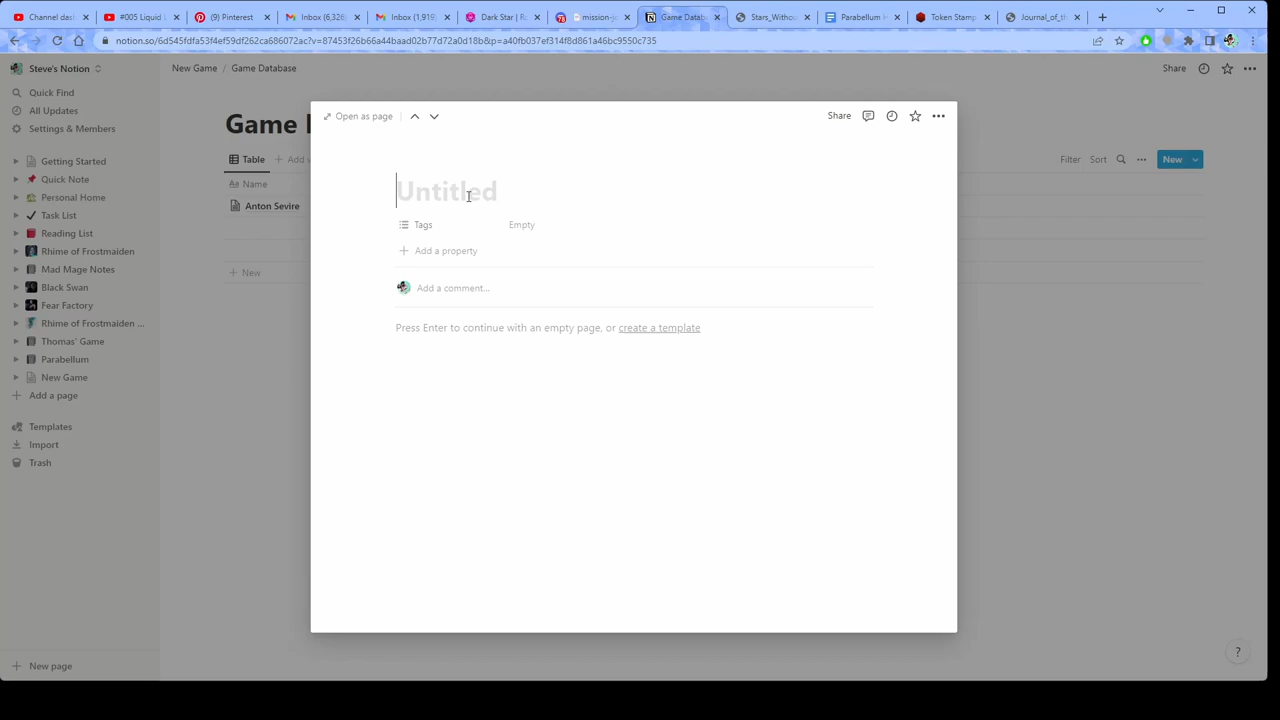 Channel dash
#005 Liquid
(9) Pinterest
Inbox (6,326
Inbox (1,919)
Dark Star | Ro
mission-jo
Game Datab
Stars_Withou
Parabellum
Token Stamp
Journal_of_th
notion.so/6d545fdfa53f4ef59df262ca686072ac?v=87453f26b66a44baad02b77d72a0d18b&p=a40fb037ef314f8d861a46bc9550c735
Steve's Notion
New Game / Game Database
Share
Quick Find
All Updates
Settings & Members
Getting Started
Quick Note
Personal Home
Task List
Reading List
Rhime of Frostmaiden
Mad Mage Notes
Black Swan
Fear Factory
Rhime of Frostmaiden ...
Thomas' Game
Parabellum
New Game
Add a page
Templates
Import
Trash
New page
Game
Table
Add
Filter
Sort
New
Name
Anton Sevire
New
Open as page
Share
Untitled
Tags Empty
Add a property
Add a comment...
Press Enter to continue with an empty page, or create a template
?